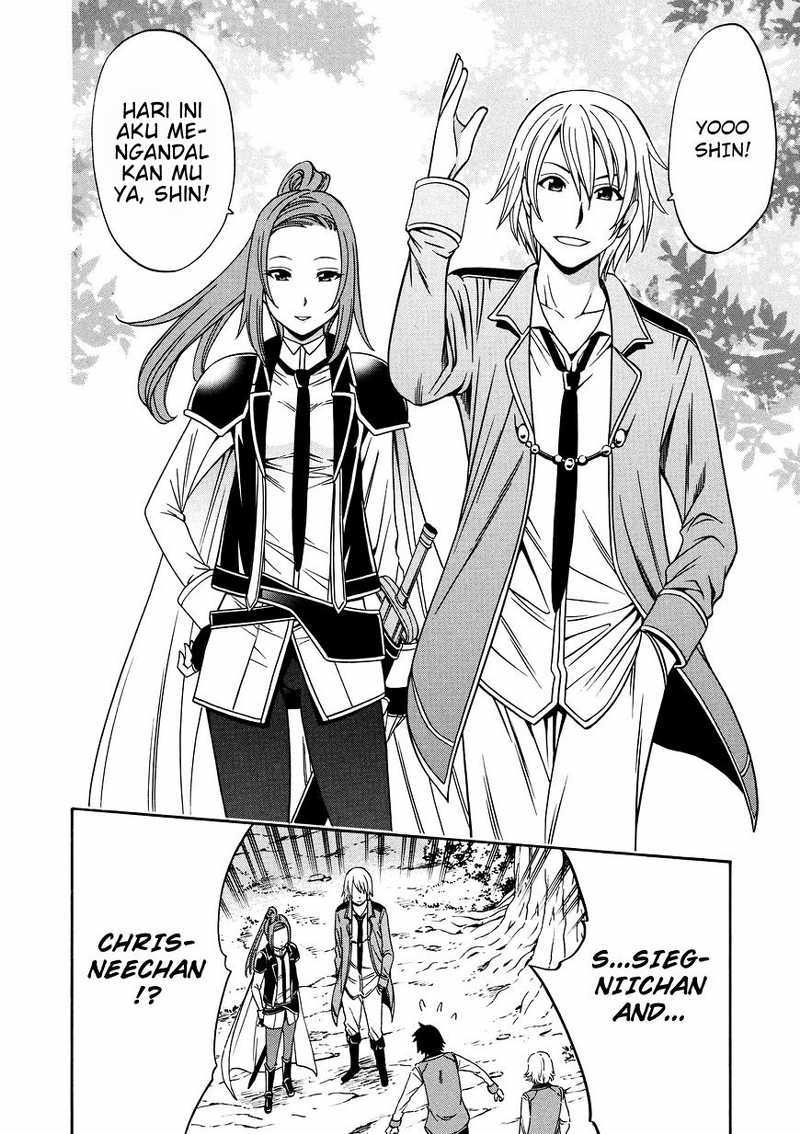 YOOO
SHIN!
HARI INI
AKU ME-
NGANDAL
KAN MU
YA, SHIN!
S...SIEG-
NIICHAN
AND...
CHRIS-
NEECHAN
!?